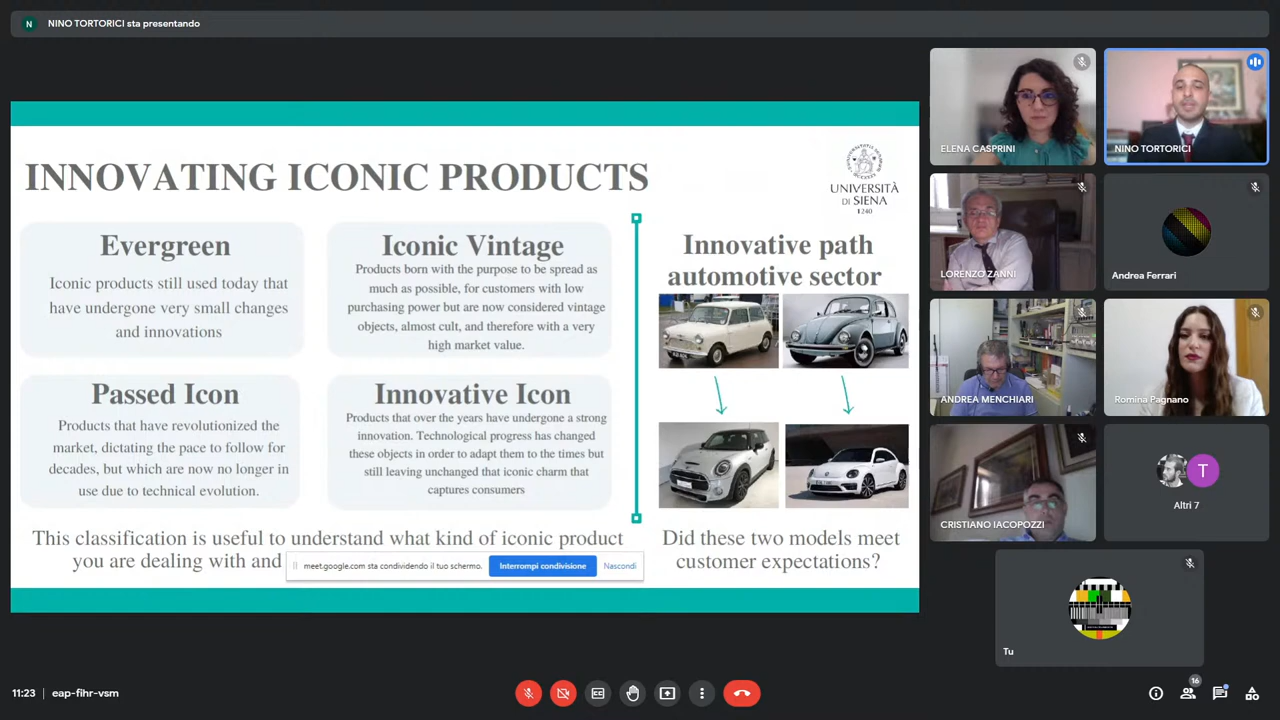 N NINO TORTORICI sta presentando
INNOVATING ICONIC PRODUCTS
UNIVERSITÀ
DI SIENA
1240
Evergreen
Iconic products still used today that
have undergone very small changes
and innovations
Iconic Vintage
Products born with the purpose to be spread as
much as possible, for customers with low
purchasing power but are now considered vintage
objects, almost cult, and therefore with a very
high market value.
Passed Icon
Products that have revolutionized the
market, dictating the pace to follow for
decades, but which are now no longer in
use due to technical evolution.
Innovative Icon
Products that over the years have undergone a strong
innovation. Technological progress has changed
these objects in order to adapt them to the times but
still leaving unchanged that iconic charm that
captures consumers
This classification is useful to understand what kind of iconic product
you are dealing with and
meet.google.com sta condividendo il tuo schermo.
Interrompi condivisione
Nascondi
Innovative path
automotive sector
Did these two models meet
customer expectations?
ELENA CASPRINI
NINO TORTORICI
LORENZO ZANNI
Andrea Ferrari
ANDREA MENCHIARI
Romina Pagnano
CRISTIANO IACOPOZZI
T
Altri 7
Tu
11:23
eap-fihr-vsm
16